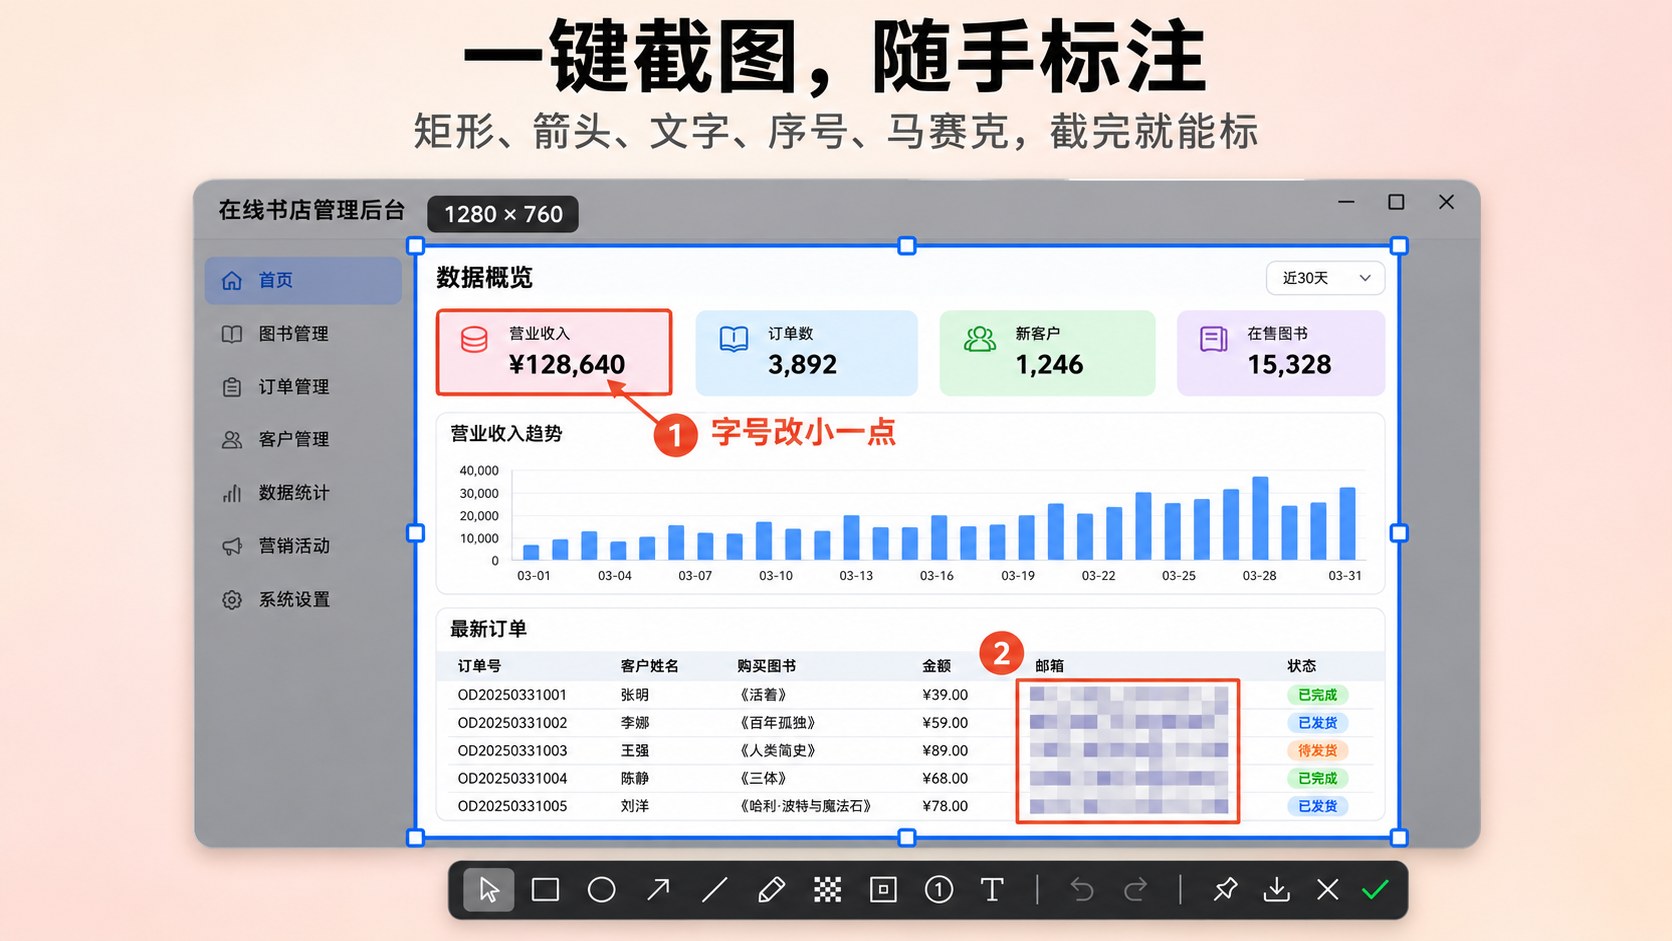 一键截图，随手标注
矩形、箭头、文字、序号、马赛克，截完就能标
在线书店管理后台
1280 × 760
首页
图书管理
订单管理
客户管理
数据统计
营销活动
系统设置
数据概览
近30天
营业收入
¥128,640
订单数
3,892
新客户
1,246
在售图书
15,328
1 字号改小一点
营业收入趋势
40,000
30,000
20,000
10,000
0
03-01 03-04 03-07 03-10 03-13 03-16 03-19 03-22 03-25 03-28 03-31
最新订单
2
订单号 客户姓名 购买图书 金额 邮箱 状态
OD20250331001 张明 《活着》 ¥39.00 已完成
OD20250331002 李娜 《百年孤独》 ¥59.00 已发货
OD20250331003 王强 《人类简史》 ¥89.00 待发货
OD20250331004 陈静 《三体》 ¥68.00 已完成
OD20250331005 刘洋 《哈利·波特与魔法石》 ¥78.00 已发货
1 T